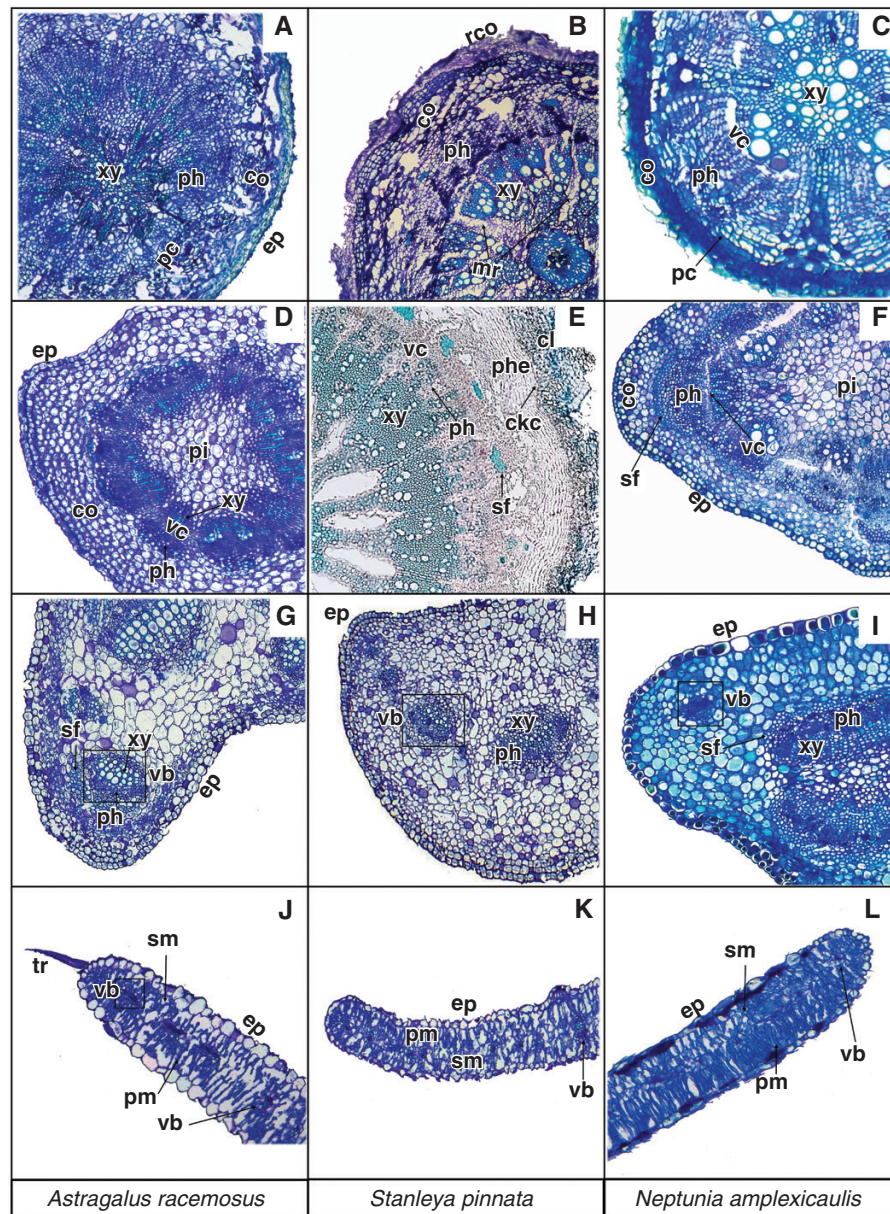 A
xy
ph
co
pc
ep
B
rco
co
ph
xy
mr
C
xy
vc
co
ph
pc
D
ep
pi
co
xy
vc
ph
E
cl
vc
phe
xy
ph
ckc
sf
F
co
ph
pi
vc
sf
ep
G
sf
xy
vb
ep
ph
H
ep
vb
xy
ph
I
ep
vb
ph
sf
xy
J
sm
tr
vb
ep
pm
vb
K
ep
pm
sm
vb
L
sm
ep
vb
pm
Astragalus racemosus
Stanleya pinnata
Neptunia amplexicaulis